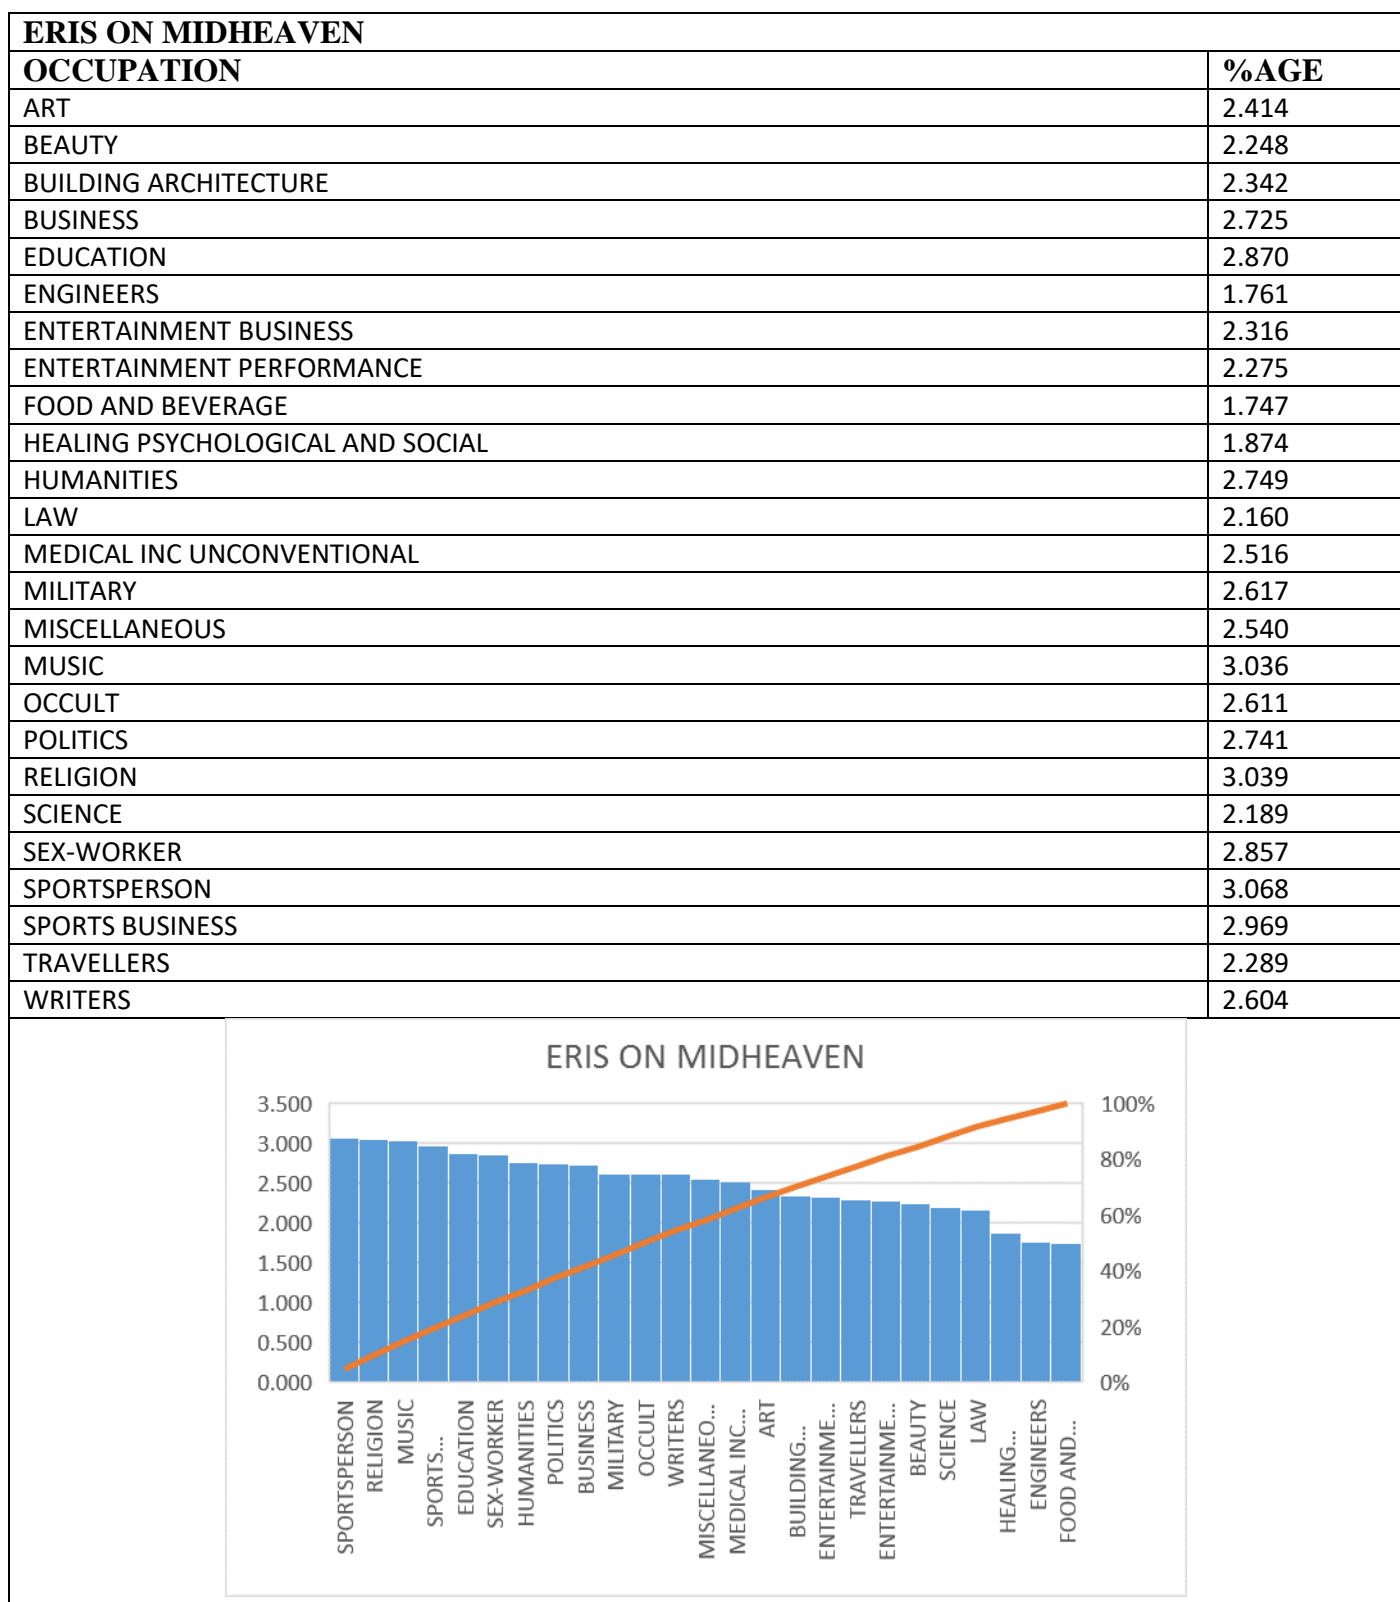 ERIS ON MIDHEAVEN
OCCUPATION %AGE
ART 2.414
BEAUTY 2.248
BUILDING ARCHITECTURE 2.342
BUSINESS 2.725
EDUCATION 2.870
ENGINEERS 1.761
ENTERTAINMENT BUSINESS 2.316
ENTERTAINMENT PERFORMANCE 2.275
FOOD AND BEVERAGE 1.747
HEALING PSYCHOLOGICAL AND SOCIAL 1.874
HUMANITIES 2.749
LAW 2.160
MEDICAL INC UNCONVENTIONAL 2.516
MILITARY 2.617
MISCELLANEOUS 2.540
MUSIC 3.036
OCCULT 2.611
POLITICS 2.741
RELIGION 3.039
SCIENCE 2.189
SEX-WORKER 2.857
SPORTSPERSON 3.068
SPORTS BUSINESS 2.969
TRAVELLERS 2.289
WRITERS 2.604
ERIS ON MIDHEAVEN
3.500 100%
3.000
2.500 80%
2.000 60%
1.500 40%
1.000
0.500 20%
0.000 0%
SPORTSPERSON
RELIGION
MUSIC
SPORTS...
EDUCATION
SEX-WORKER
HUMANITIES
POLITICS
BUSINESS
MILITARY
OCCULT
WRITERS
MISCELLANEO...
MEDICAL INC...
ART
BUILDING...
ENTERTAINME...
TRAVELLERS
ENTERTAINME...
BEAUTY
SCIENCE
LAW
HEALING...
ENGINEERS
FOOD AND...